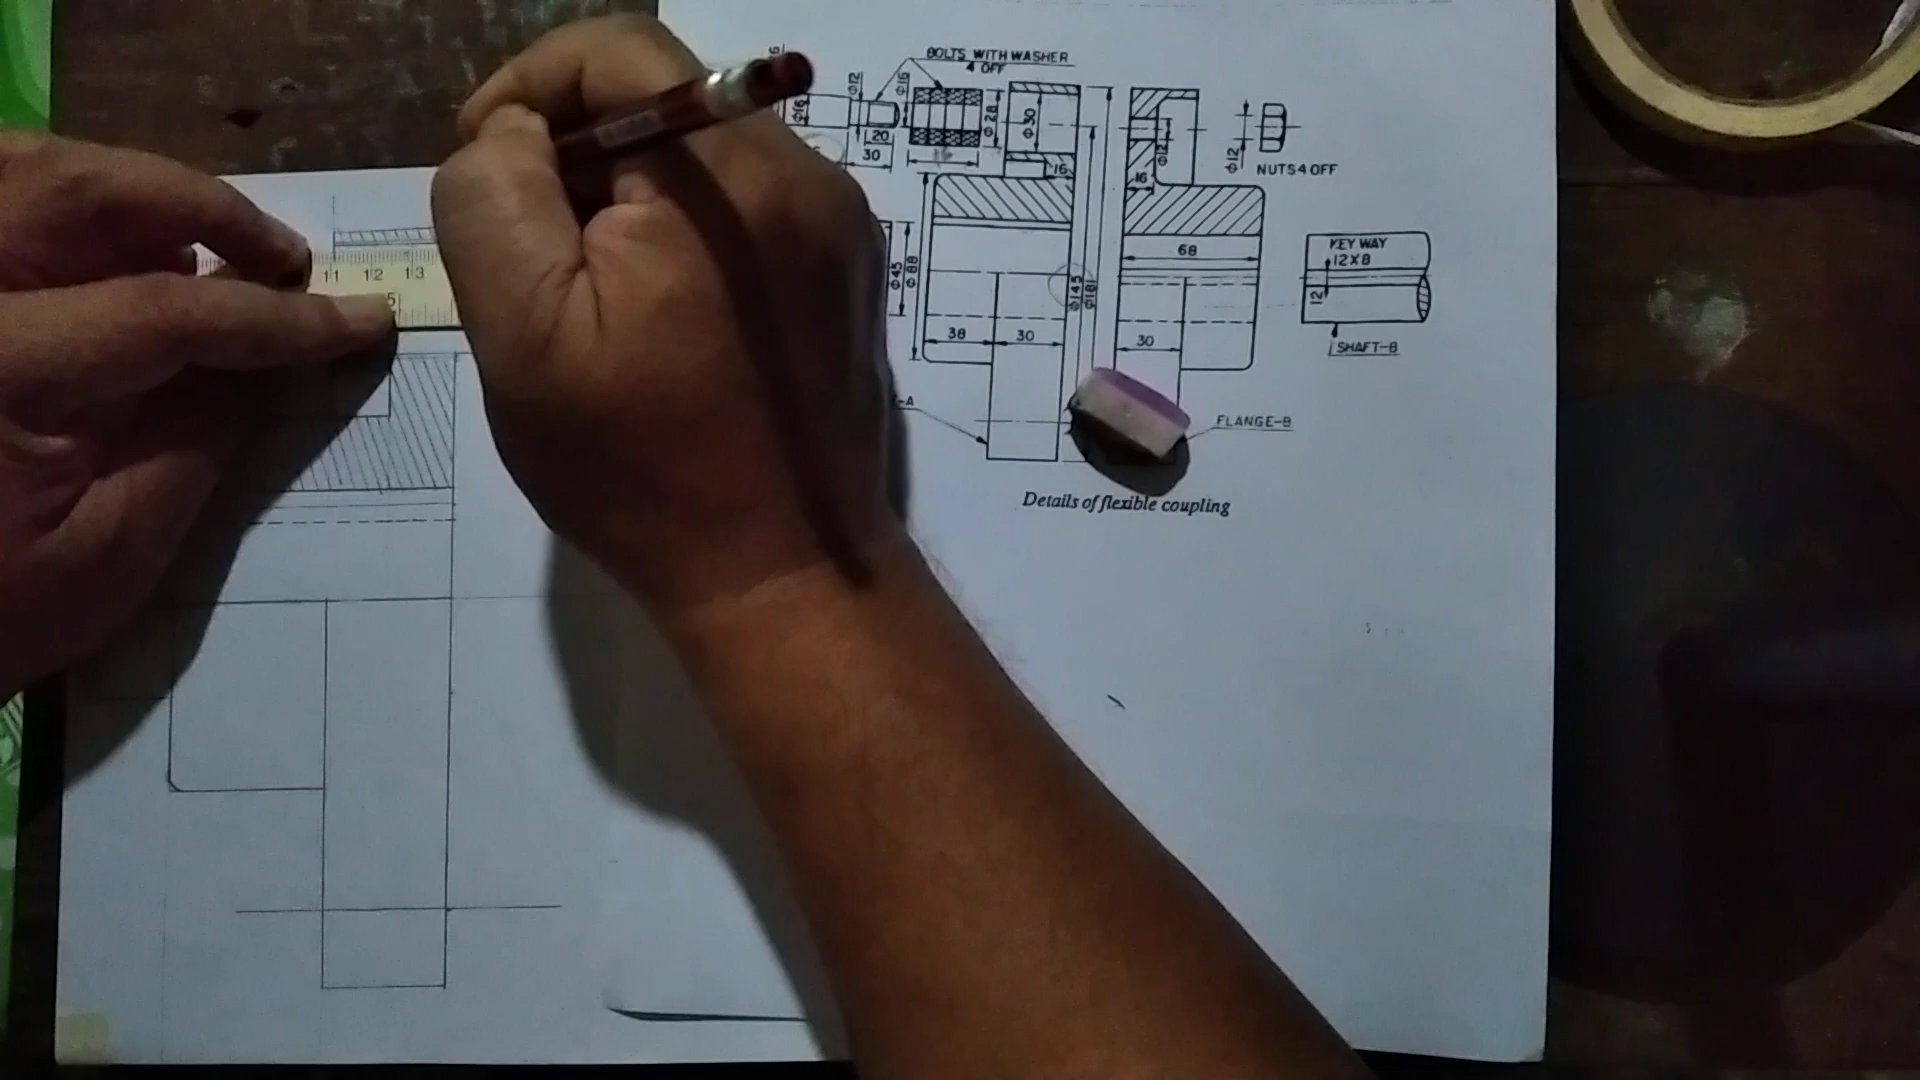 BOLTS WITH WASHER
4 OFF
Φ16
Φ12
Φ16
Φ28
Φ30
20
30
16
16
Φ12
Φ12
NUTS 4 OFF
11 12 13
5
Φ45
Φ88
Φ145
Φ181
68
38
30
30
KEY WAY
12X8
12
SHAFT-B
-A
FLANGE-B
Details of flexible coupling